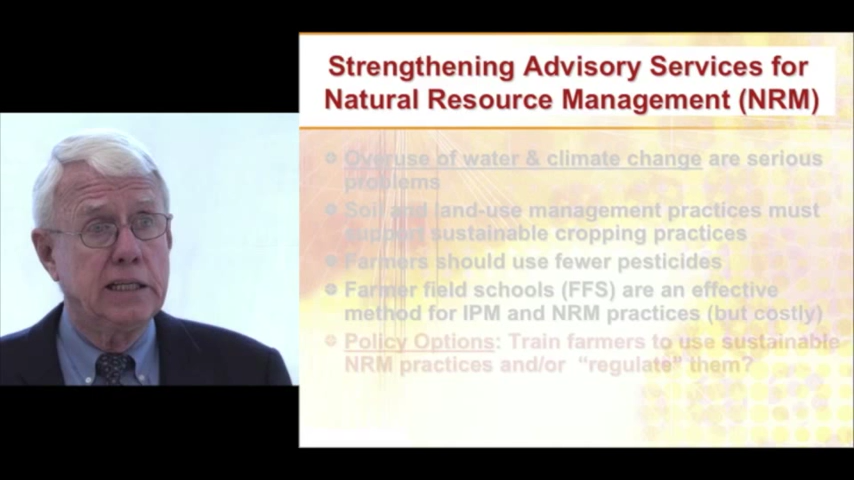 Strengthening Advisory Services for
Natural Resource Management (NRM)
Overuse of water & climate change are serious
problems
Soil and land-use management practices must
support sustainable cropping practices
Farmers should use fewer pesticides
Farmer field schools (FFS) are an effective
method for IPM and NRM practices (but costly)
Policy Options: Train farmers to use sustainable
NRM practices and/or "regulate" them?